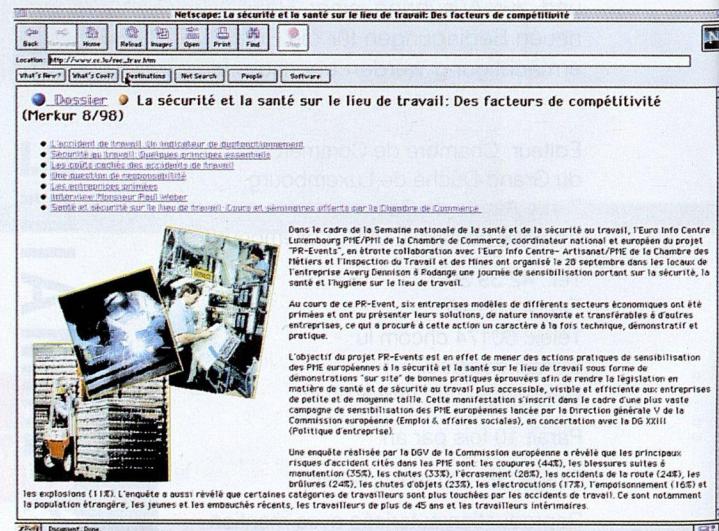 Netscape: La sécurité et la santé sur le lieu de travail: Des facteurs de compétitivité
Back Forward Home Reload Images Open Print Find Stop
N
Location: http://www.cc.lu/rec_trav.htm
What's New? What's Cool? Destinations Net Search People Software
Dossier La sécurité et la santé sur le lieu de travail: Des facteurs de compétitivité
(Merkur 8/98)
L'accident de travail. Un indicateur de dysfonctionnement
Sécurité au travail: Quelques principes essentiels
Les coûts cachés des accidents de travail
Une question de responsabilité
Les entreprises primées
Interview Monsieur Paul Weber
Santé et sécurité sur le lieu de travail: Cours et séminaires offerts par la Chambre de Commerce
Dans le cadre de la Semaine nationale de la santé et de la sécurité au travail, l'Euro Info Centre
Luxembourg PME/PMI de la Chambre de Commerce, coordinateur national et européen du projet
"PR-Events", en étroite collaboration avec l'Euro Info Centre- Artisanat/PME de la Chambre des
Métiers et l'Inspection du Travail et des Mines ont organisé le 28 septembre dans les locaux de
l'entreprise Avery Dennison à Rodange une journée de sensibilisation portant sur la sécurité, la
santé et l'hygiène sur le lieu de travail.
Au cours de ce PR-Event, six entreprises modèles de différents secteurs économiques ont été
primées et ont pu présenter leurs solutions, de nature innovante et transférables à d'autres
entreprises, ce qui a procuré à cette action un caractère à la fois technique, démonstratif et
pratique.
L'objectif du projet PR-Events est en effet de mener des actions pratiques de sensibilisation
des PME européennes à la sécurité et la santé sur le lieu de travail sous forme de
démonstrations "sur site" de bonnes pratiques éprouvées afin de rendre la législation en
matière de santé et de sécurité au travail plus accessible, visible et efficiente aux entreprises
de petite et de moyenne taille. Cette manifestation s'inscrit dans le cadre d'une plus vaste
campagne de sensibilisation des PME européennes lancée par la Direction générale V de la
Commission européenne (Emploi & affaires sociales), en concertation avec la DG XXIII
(Politique d'entreprise).
Une enquête réalisée par la DGV de la Commission européenne a révélé que les principaux
risques d'accident cités dans les PME sont: les coupures (44%), les blessures suites à
manutention (35%), les chutes (33%), l'écrasement (28%), les accidents de la route (24%), les
brûlures (24%), les chutes d'objets (23%), les electrocutions (17%), l'empoisonnement (16%) et
les explosions (11%). L'enquête a aussi révélé que certaines catégories de travailleurs sont plus touchées par les accidents de travail. Ce sont notamment
la population étrangère, les jeunes et les embauchés récents, les travailleurs de plus de 45 ans et les travailleurs intérimaires.
Document: Done.